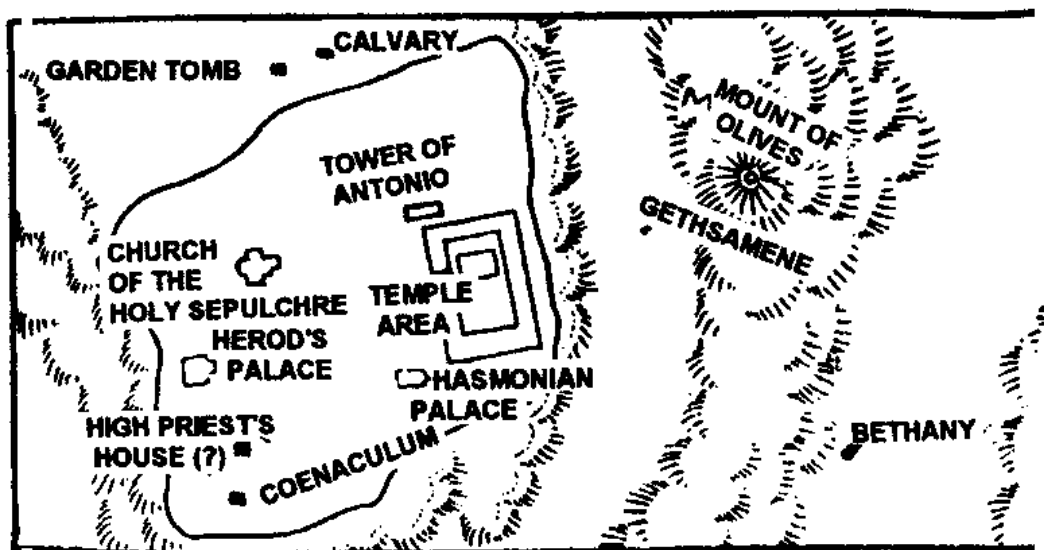 CALVARY
GARDEN TOMB
MOUNT OF
OLIVES
TOWER OF
ANTONIO
GETHSAMENE
CHURCH
OF THE
HOLY SEPULCHRE
TEMPLE
AREA
HEROD'S
PALACE
HASMONIAN
PALACE
HIGH PRIEST'S
HOUSE (?)
COENACULUM
BETHANY